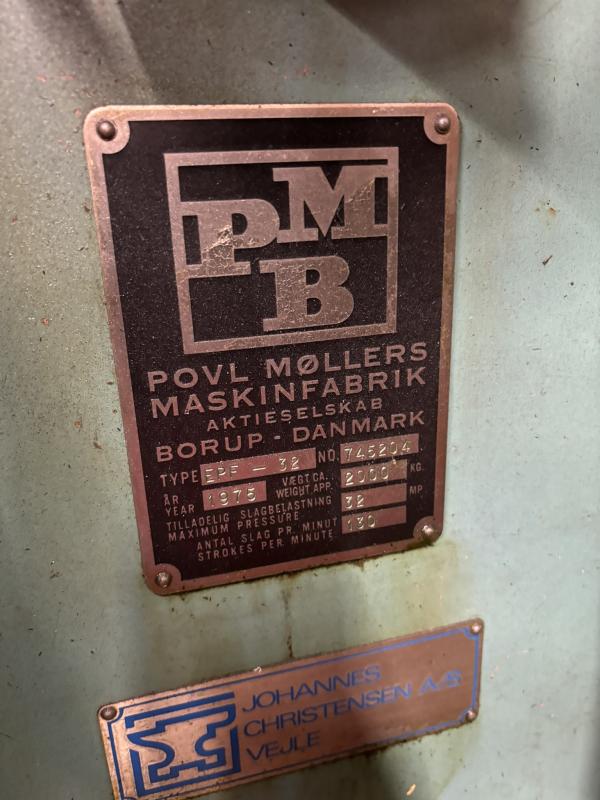 PMB
POVL MØLLERS
MASKINFABRIK
AKTIESELSKAB
BORUP - DANMARK
TYPE EPF - 32 NO. 745204
ÅR YEAR 1975 VÆGT CA. WEIGHT APP. 2000 KG.
TILLADELIG SLAGBELASTNING
MAXIMUM PRESSURE 32 MP
ANTAL SLAG PR. MINUT
STROKES PER MINUTE 130
JOHANNES
CHRISTENSEN A/S
VEJLE